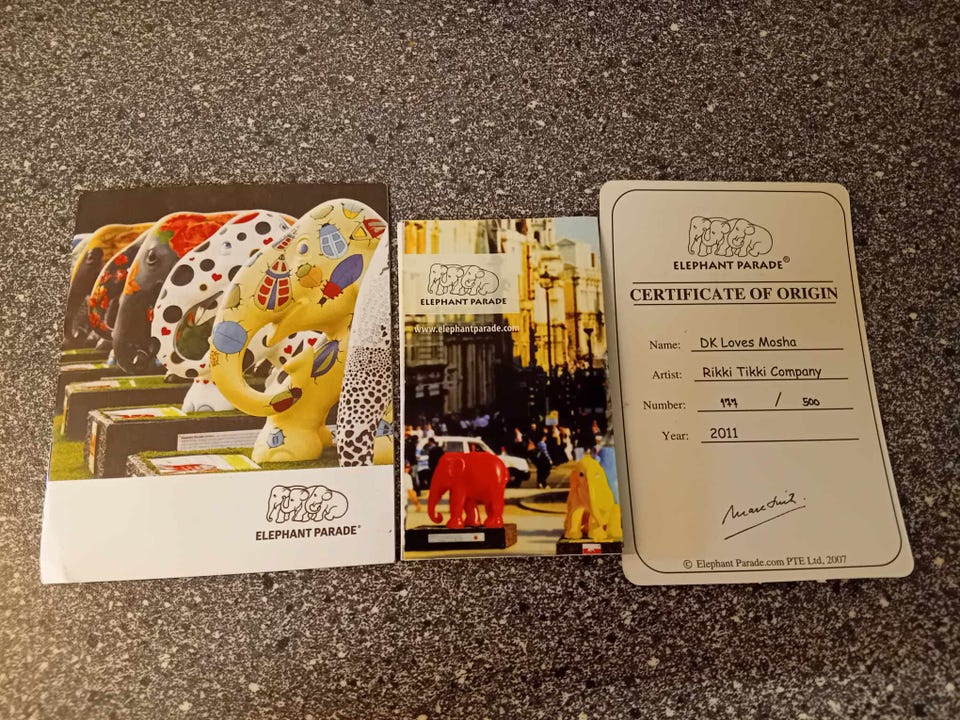 ELEPHANT PARADE®
ELEPHANT PARADE
www.elephantparade.com
ELEPHANT PARADE®
CERTIFICATE OF ORIGIN
Name: DK Loves Mosha
Artist: Rikki Tikki Company
Number: / 500
Year: 2011
© Elephant Parade.com PTE Ltd, 2007